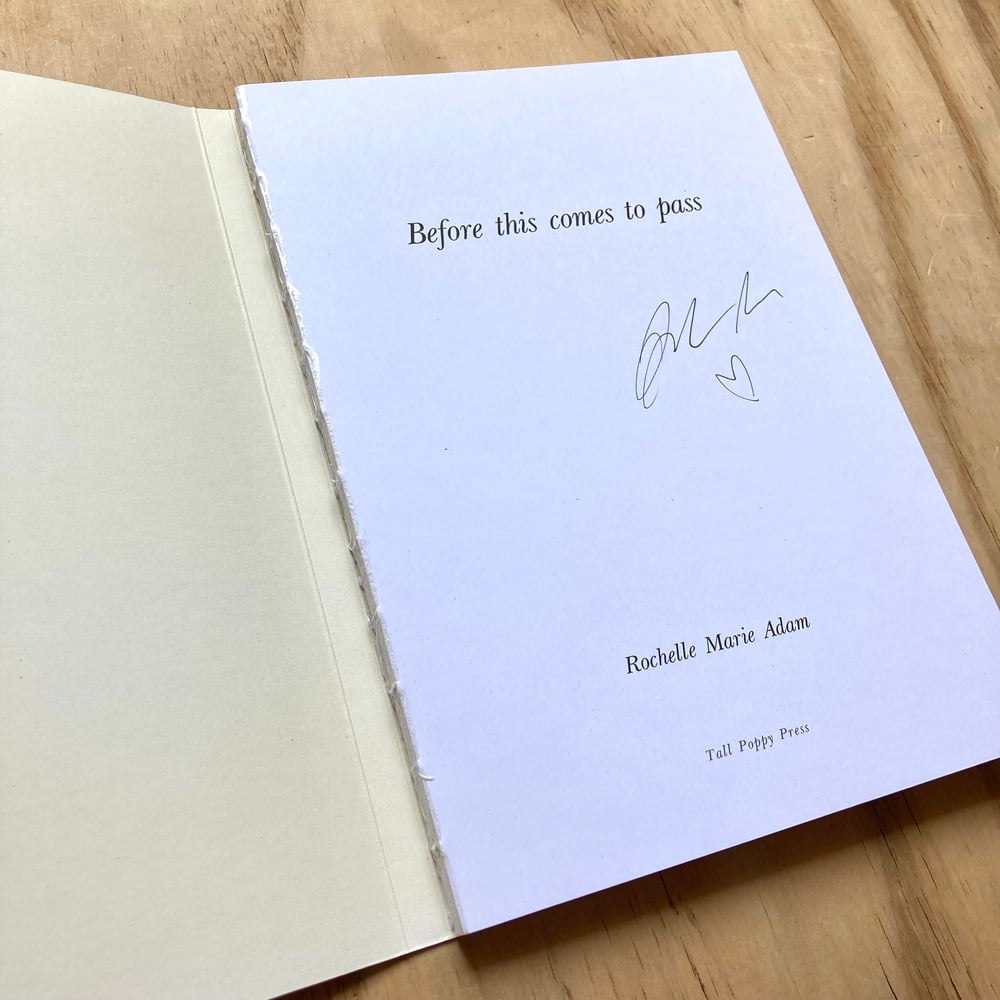 Before this comes to pass
Rochelle Marie Adam
Tall Poppy Press